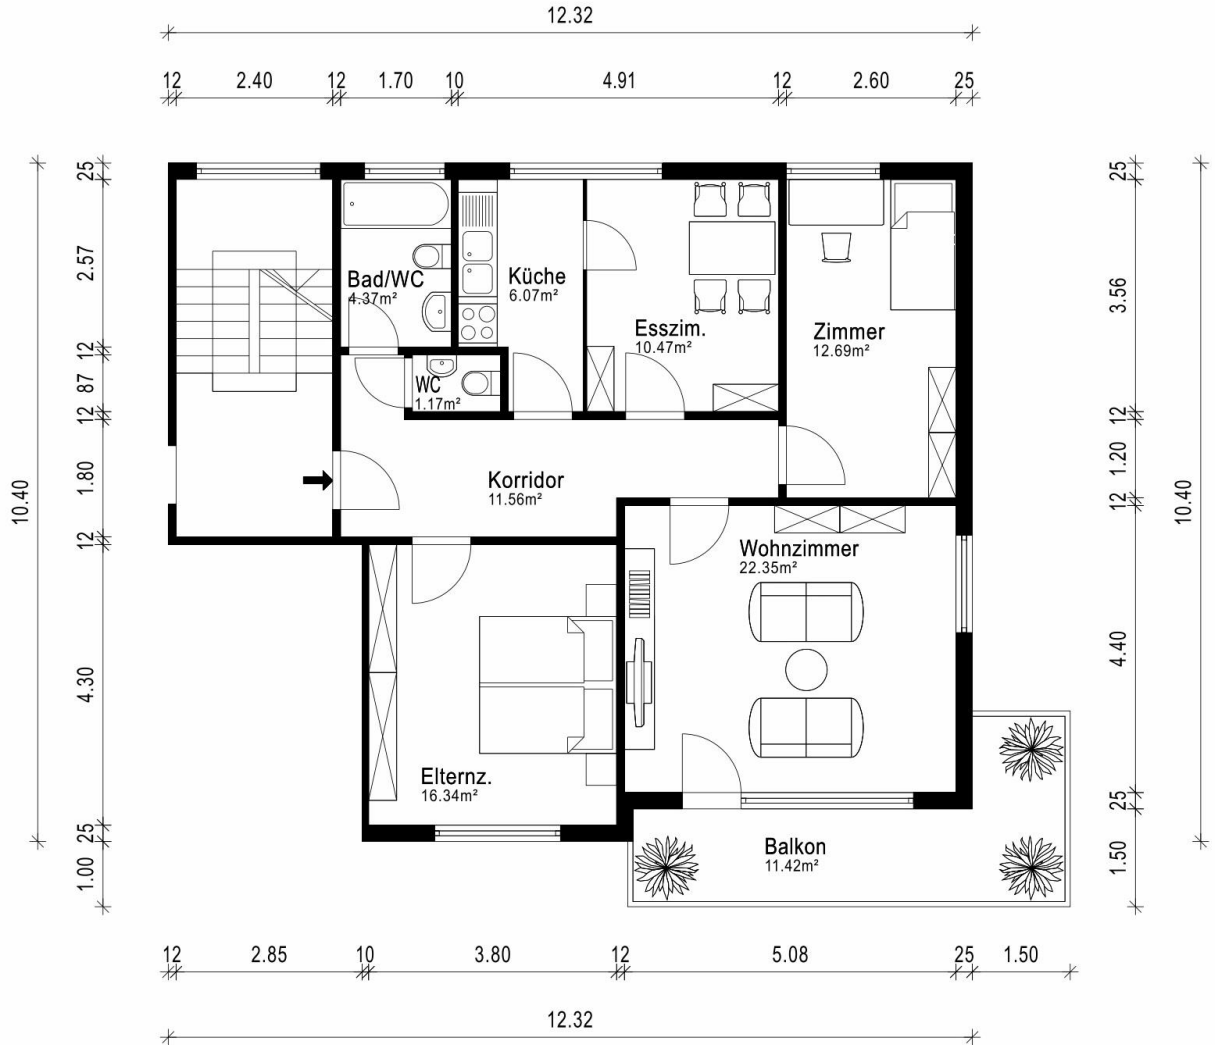 12.32
12 2.40 12 1.70 10 4.91 12 2.60 25
25
2.57
12
87
12
1.80
12
4.30
25
1.00
10.40
Bad/WC
4.37m²
Küche
6.07m²
Esszim.
10.47m²
Zimmer
12.69m²
WC
1.17m²
Korridor
11.56m²
Wohnzimmer
22.35m²
Elternz.
16.34m²
Balkon
11.42m²
25
3.56
12
1.20
12
4.40
25
1.50
10.40
12 2.85 10 3.80 12 5.08 25 1.50
12.32